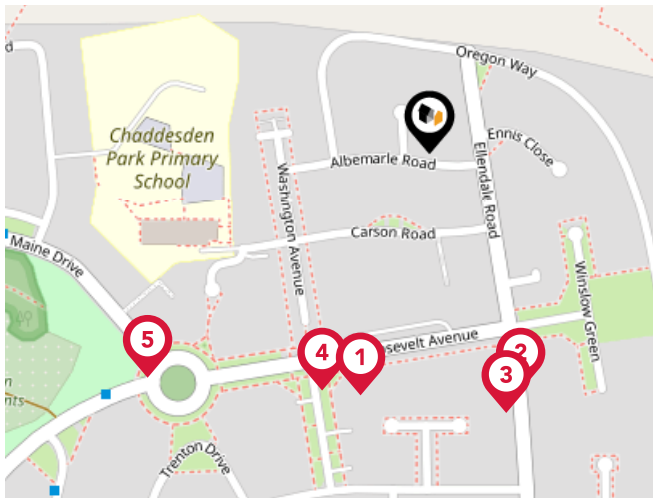 Oregon Way
Chaddesden
Park Primary
School
Ennis Close
Albemarle Road
Ellendale Road
Washington Avenue
Carson Road
Maine Drive
Winslow Green
5
4
1
sevelt Avenue
2
3
Trenton Drive